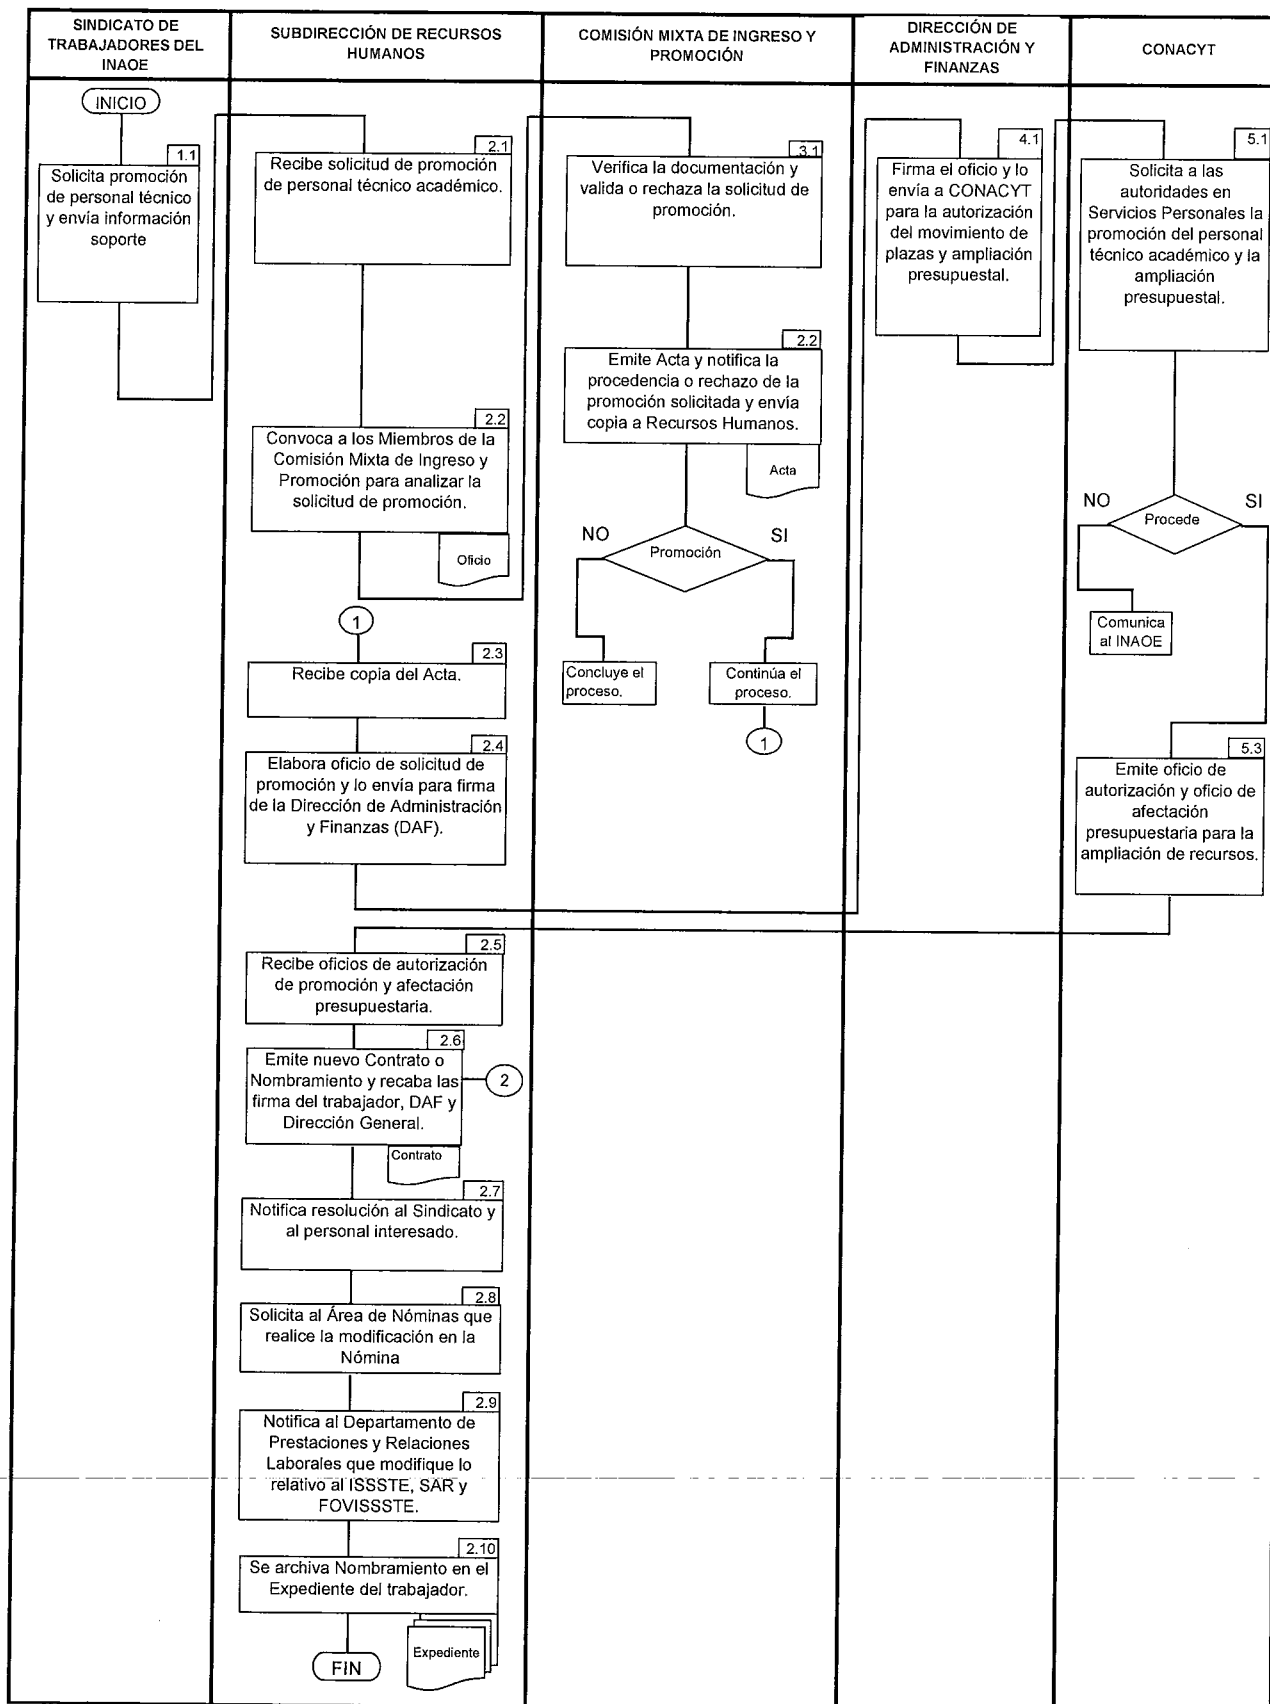 SINDICATO DE
TRABAJADORES DEL
INAOE
SUBDIRECCIÓN DE RECURSOS
HUMANOS
COMISIÓN MIXTA DE INGRESO Y
PROMOCIÓN
DIRECCIÓN DE
ADMINISTRACIÓN Y
FINANZAS
CONACYT
INICIO
1.1
Solicita promoción
de personal técnico
y envía información
soporte
2.1
Recibe solicitud de promoción
de personal técnico académico.
2.2
Convoca a los Miembros de la
Comisión Mixta de Ingreso y
Promoción para analizar la
solicitud de promoción.
Oficio
1
2.3
Recibe copia del Acta.
2.4
Elabora oficio de solicitud de
promoción y lo envía para firma
de la Dirección de Administración
y Finanzas (DAF).
2.5
Recibe oficios de autorización
de promoción y afectación
presupuestaria.
2.6
Emite nuevo Contrato o
Nombramiento y recaba las
firma del trabajador, DAF y
Dirección General.
2
Contrato
2.7
Notifica resolución al Sindicato y
al personal interesado.
2.8
Solicita al Área de Nóminas que
realice la modificación en la
Nómina
2.9
Notifica al Departamento de
Prestaciones y Relaciones
Laborales que modifique lo
relativo al ISSSTE, SAR y
FOVISSSTE.
2.10
Se archiva Nombramiento en el
Expediente del trabajador.
Expediente
FIN
3.1
Verifica la documentación y
valida o rechaza la solicitud de
promoción.
2.2
Emite Acta y notifica la
procedencia o rechazo de la
promoción solicitada y envía
copia a Recursos Humanos.
Acta
NO
Promoción
SI
Concluye el
proceso.
Continúa el
proceso.
1
4.1
Firma el oficio y lo
envía a CONACYT
para la autorización
del movimiento de
plazas y ampliación
presupuestal.
5.1
Solicita a las
autoridades en
Servicios Personales la
promoción del personal
técnico académico y la
ampliación
presupuestal.
NO
Procede
SI
Comunica
al INAOE
5.3
Emite oficio de
autorización y oficio de
afectación
presupuestaria para la
ampliación de recursos.